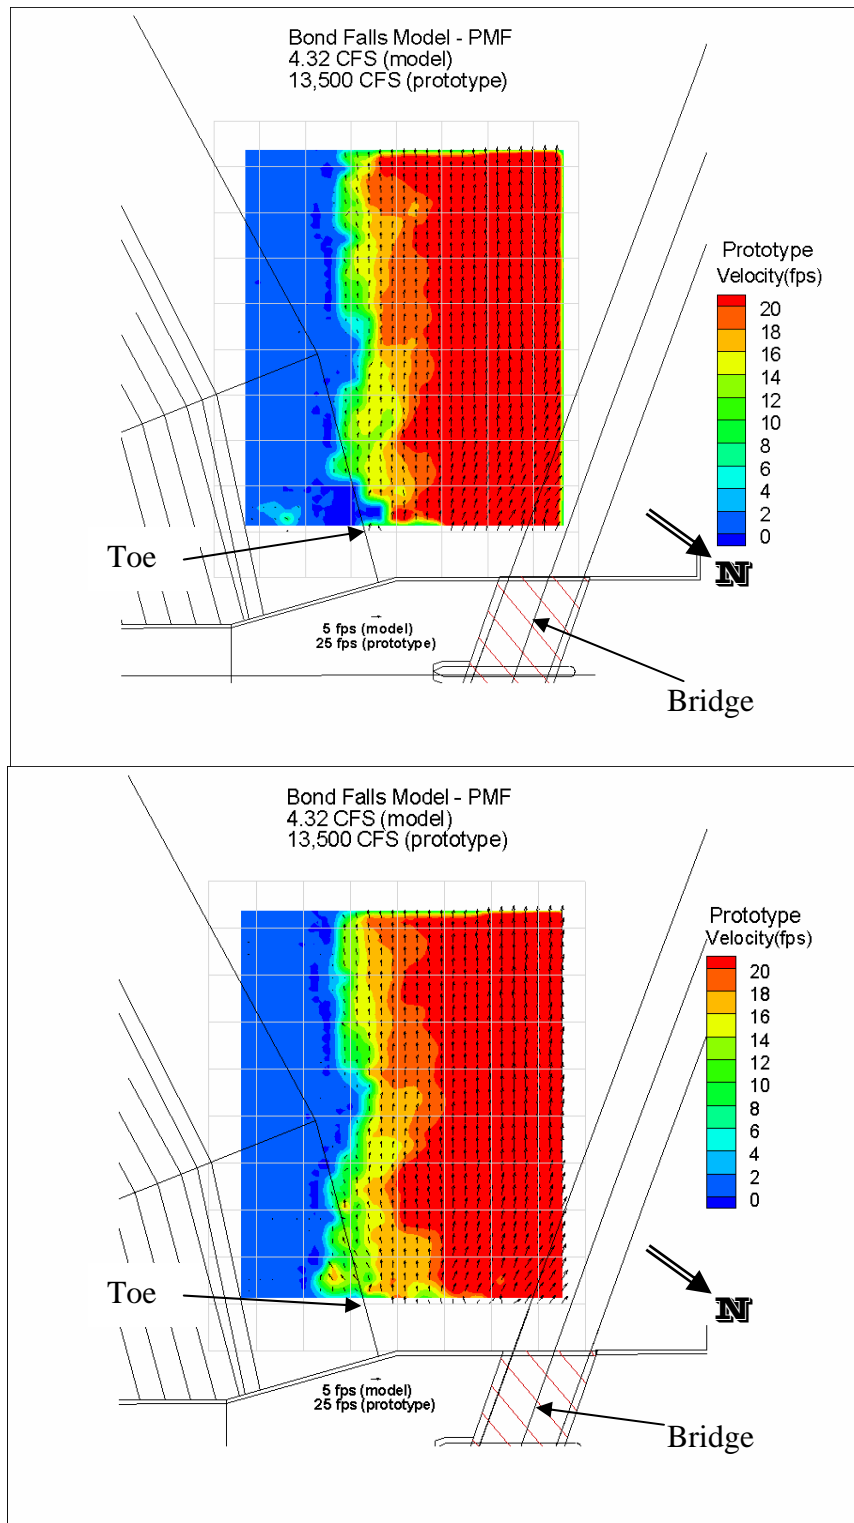 Bond Falls Model - PMF
4.32 CFS (model)
13,500 CFS (prototype)
Prototype
Velocity(fps)
20
18
16
14
12
10
8
6
4
2
0
Toe
N
5 fps (model)
25 fps (prototype)
Bridge
Bond Falls Model - PMF
4.32 CFS (model)
13,500 CFS (prototype)
Prototype
Velocity(fps)
20
18
16
14
12
10
8
6
4
2
0
Toe
N
5 fps (model)
25 fps (prototype)
Bridge